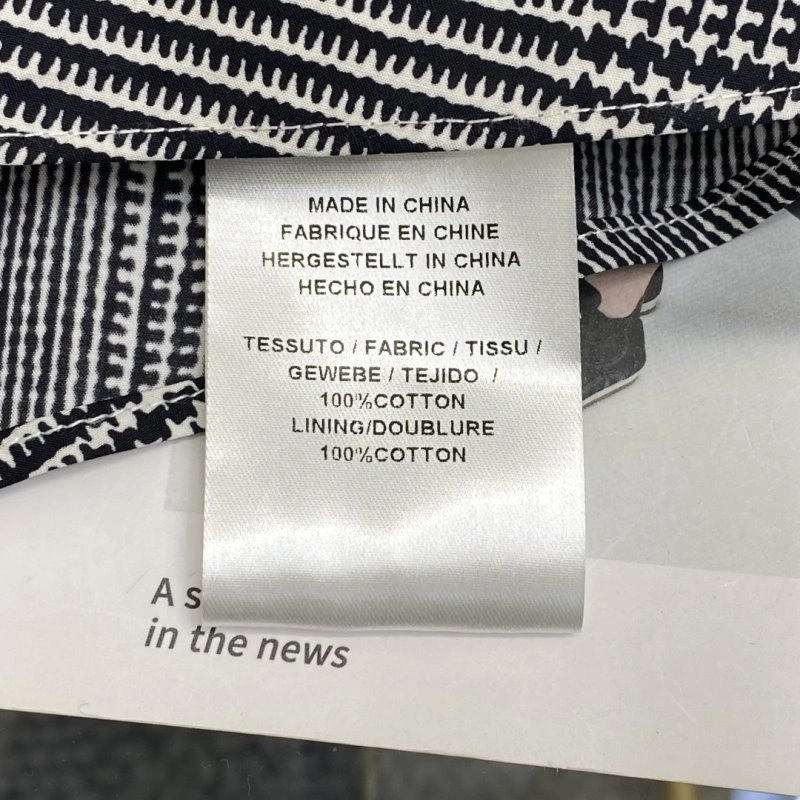 MADE IN CHINA
FABRIQUE EN CHINE
HERGESTELLT IN CHINA
HECHO EN CHINA
TESSUTO / FABRIC / TISSU /
GEWEBE / TEJIDO /
100%COTTON
LINING/DOUBLURE
100%COTTON
A
in the news